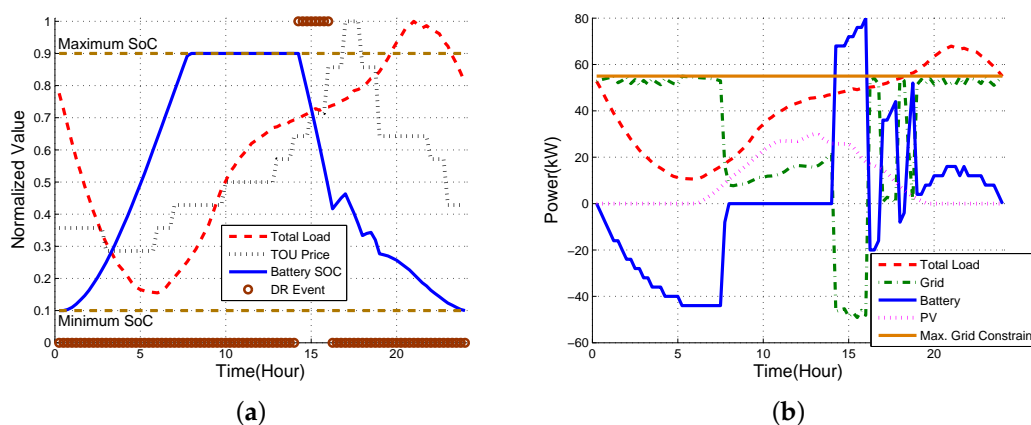 1
0.9
0.8
0.7
0.6
0.5
0.4
0.3
0.2
0.1
0
Normalized Value
Maximum SoC
Minimum SoC
Total Load
TOU Price
Battery SOC
DR Event
0 5 10 15 20
Time(Hour)
(a)
80
60
40
20
0
−20
−40
−60
Power(kW)
Total Load
Grid
Battery
PV
Max. Grid Constrain
0 5 10 15 20
Time(Hour)
(b)